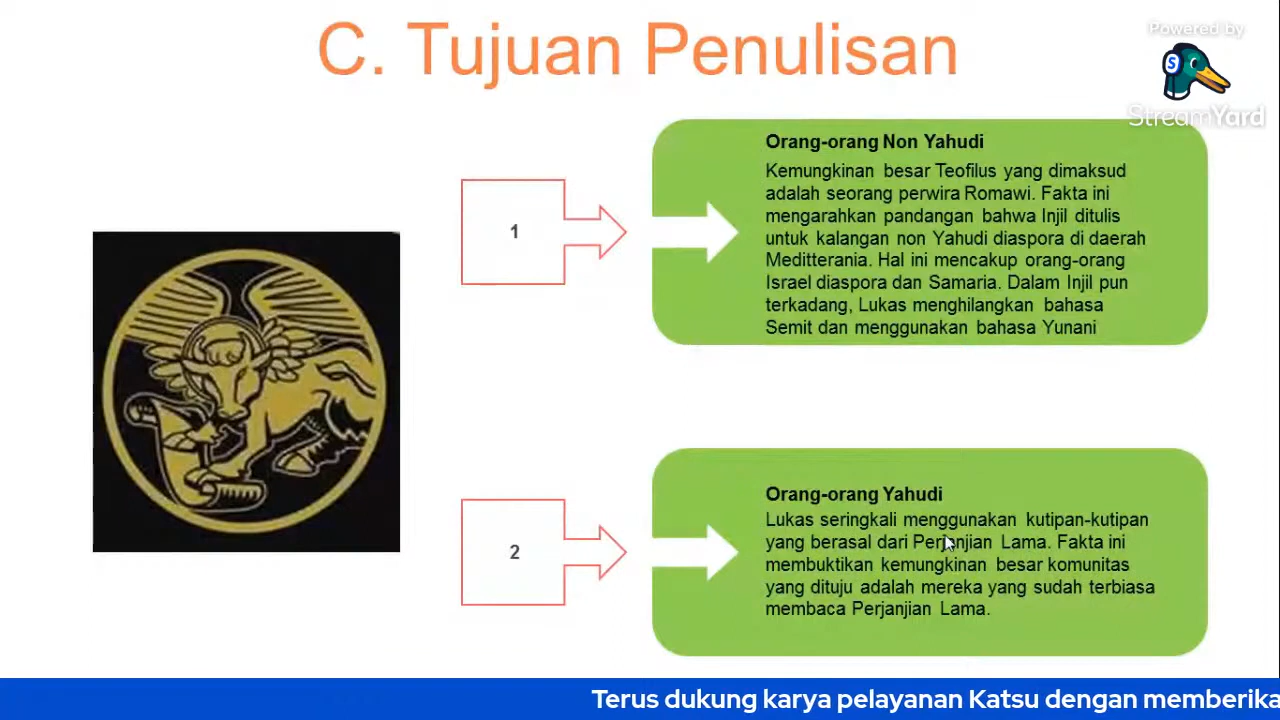 C. Tujuan Penulisan
Powered by
S
StreamYard
1
Orang-orang Non Yahudi
Kemungkinan besar Teofilus yang dimaksud
adalah seorang perwira Romawi. Fakta ini
mengarahkan pandangan bahwa Injil ditulis
untuk kalangan non Yahudi diaspora di daerah
Meditterania. Hal ini mencakup orang-orang
Israel diaspora dan Samaria. Dalam Injil pun
terkadang, Lukas menghilangkan bahasa
Semit dan menggunakan bahasa Yunani
2
Orang-orang Yahudi
Lukas seringkali menggunakan kutipan-kutipan
yang berasal dari Perjanjian Lama. Fakta ini
membuktikan kemungkinan besar komunitas
yang dituju adalah mereka yang sudah terbiasa
membaca Perjanjian Lama.
Terus dukung karya pelayanan Katsu dengan memberika